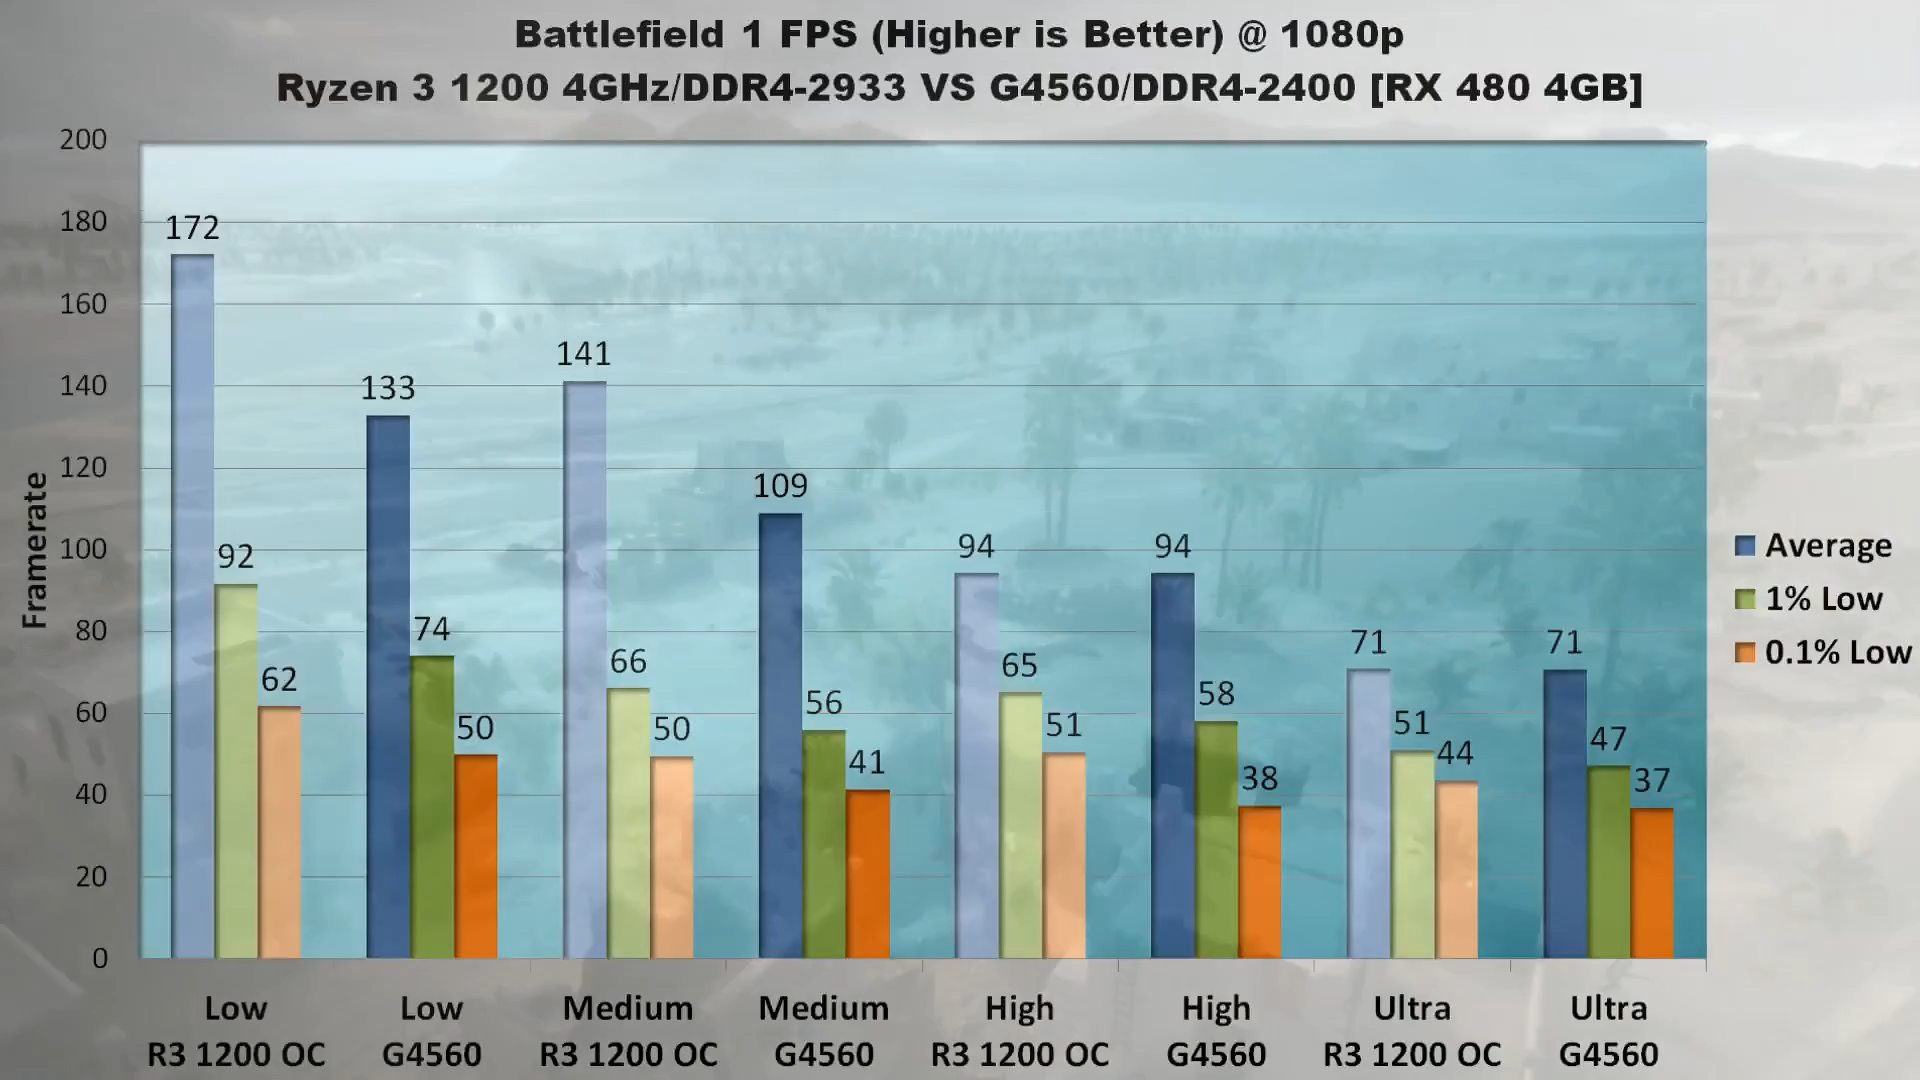 Battlefield 1 FPS (Higher is Better) @ 1080p
Ryzen 3 1200 4GHz/DDR4-2933 VS G4560/DDR4-2400 [RX 480 4GB]
Framerate
200
180
160
140
120
100
80
60
40
20
0
172
92
62
133
74
50
141
66
50
109
56
41
94
65
51
94
58
38
71
51
44
71
47
37
Average
1% Low
0.1% Low
Low
R3 1200 OC
Low
G4560
Medium
R3 1200 OC
Medium
G4560
High
R3 1200 OC
High
G4560
Ultra
R3 1200 OC
Ultra
G4560